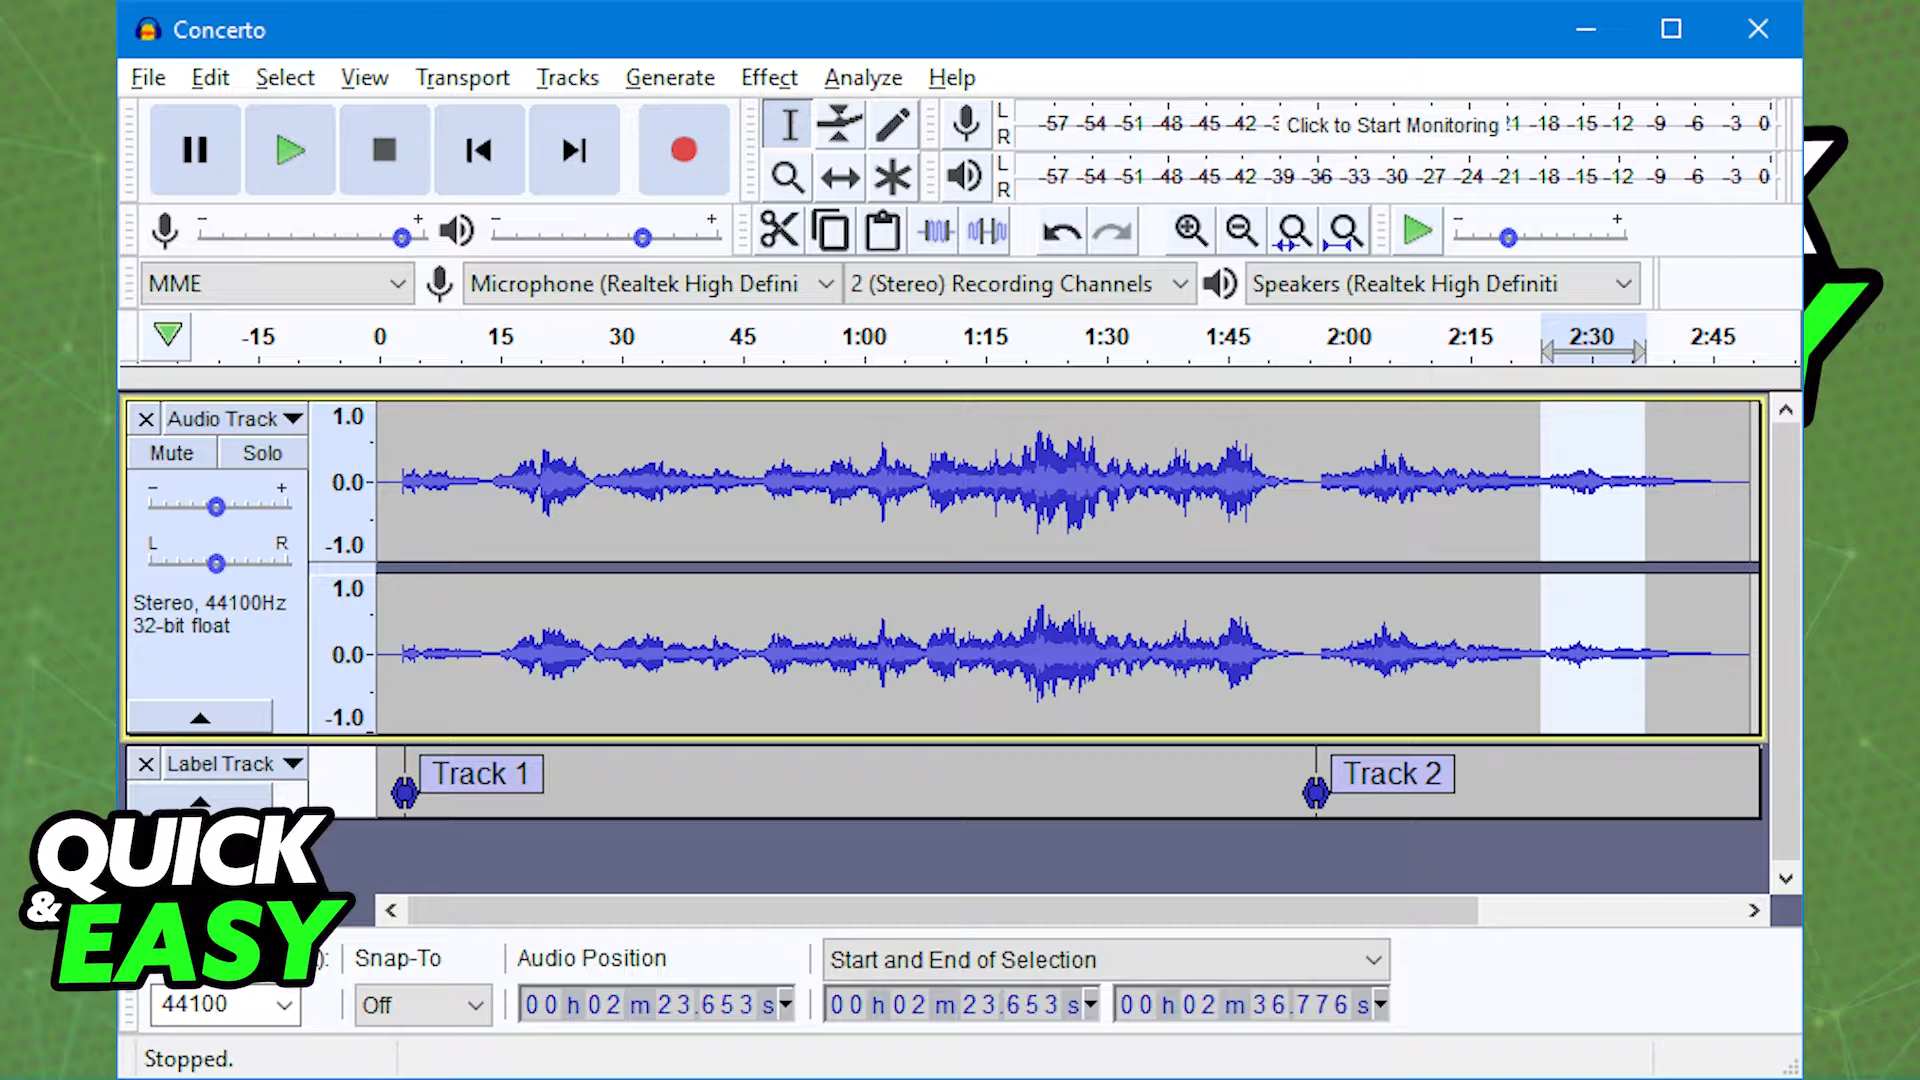 Concerto
File Edit Select View Transport Tracks Generate Effect Analyze Help
L
R
-57 -54 -51 -48 -45 -42 Click to Start Monitoring -18 -15 -12 -9 -6 -3 0
L
R
-57 -54 -51 -48 -45 -42 -39 -36 -33 -30 -27 -24 -21 -18 -15 -12 -9 -6 -3 0
- + - + - +
MME Microphone (Realtek High Defini 2 (Stereo) Recording Channels Speakers (Realtek High Definiti
-15 0 15 30 45 1:00 1:15 1:30 1:45 2:00 2:15 2:30 2:45
Audio Track
Mute Solo
- +
L R
Stereo, 44100Hz
32-bit float
1.0
0.0
-1.0
1.0
0.0
-1.0
Label Track
Track 1 Track 2
QUICK
&EASY
Snap-To Audio Position Start and End of Selection
44100 Off 00 h 02 m 23.653 s 00 h 02 m 23.653 s 00 h 02 m 36.776 s
Stopped.